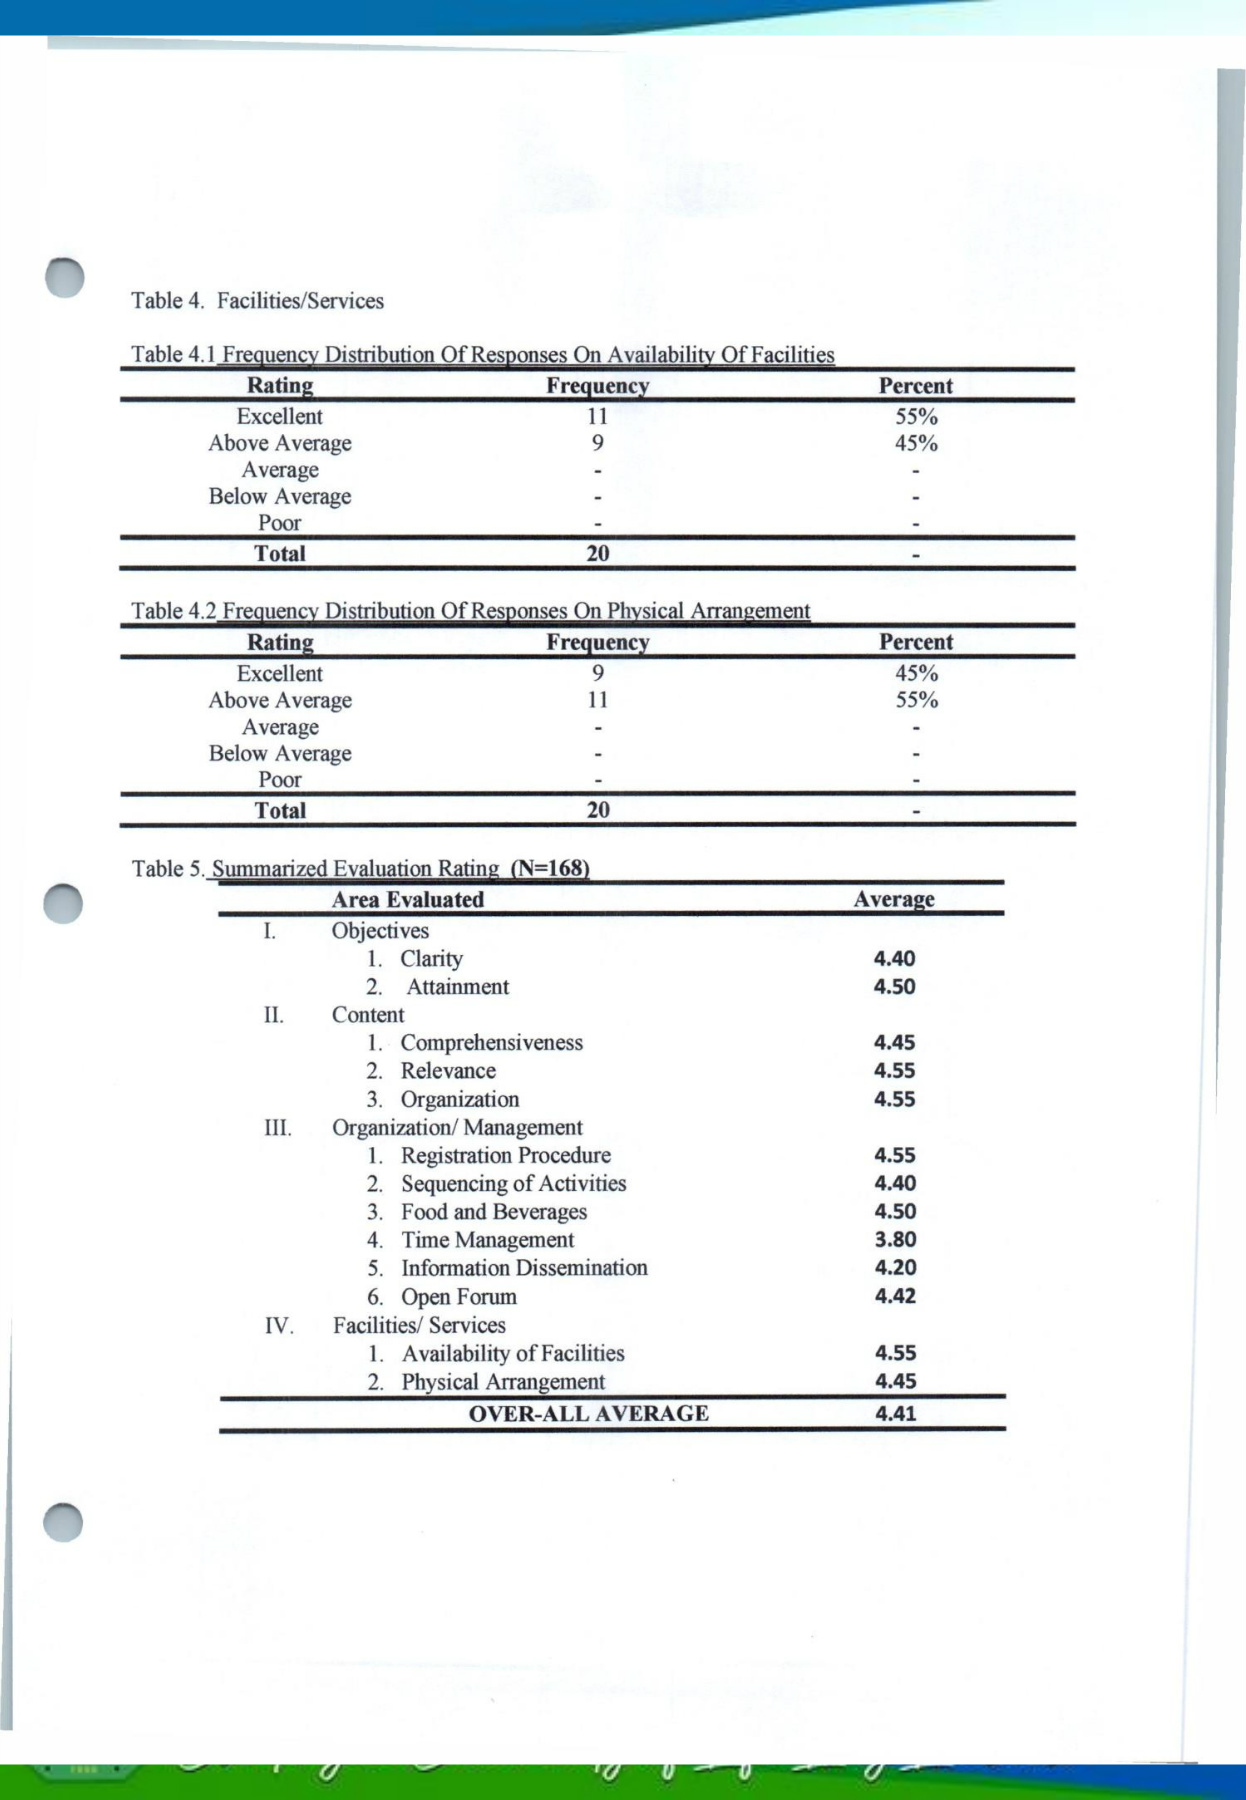 Table 4. Facilities/Services
Table 4.1 Frequency Distribution Of Responses On Availability Of Facilities
Rating Frequency Percent
Excellent 11 55%
Above Average 9 45%
Average - -
Below Average - -
Poor - -
Total 20 -
Table 4.2 Frequency Distribution Of Responses On Physical Arrangement
Rating Frequency Percent
Excellent 9 45%
Above Average 11 55%
Average - -
Below Average - -
Poor - -
Total 20 -
Table 5. Summarized Evaluation Rating (N=168)
Area Evaluated Average
I. Objectives
1. Clarity 4.40
2. Attainment 4.50
II. Content
1. Comprehensiveness 4.45
2. Relevance 4.55
3. Organization 4.55
III. Organization/ Management
1. Registration Procedure 4.55
2. Sequencing of Activities 4.40
3. Food and Beverages 4.50
4. Time Management 3.80
5. Information Dissemination 4.20
6. Open Forum 4.42
IV. Facilities/ Services
1. Availability of Facilities 4.55
2. Physical Arrangement 4.45
OVER-ALL AVERAGE 4.41